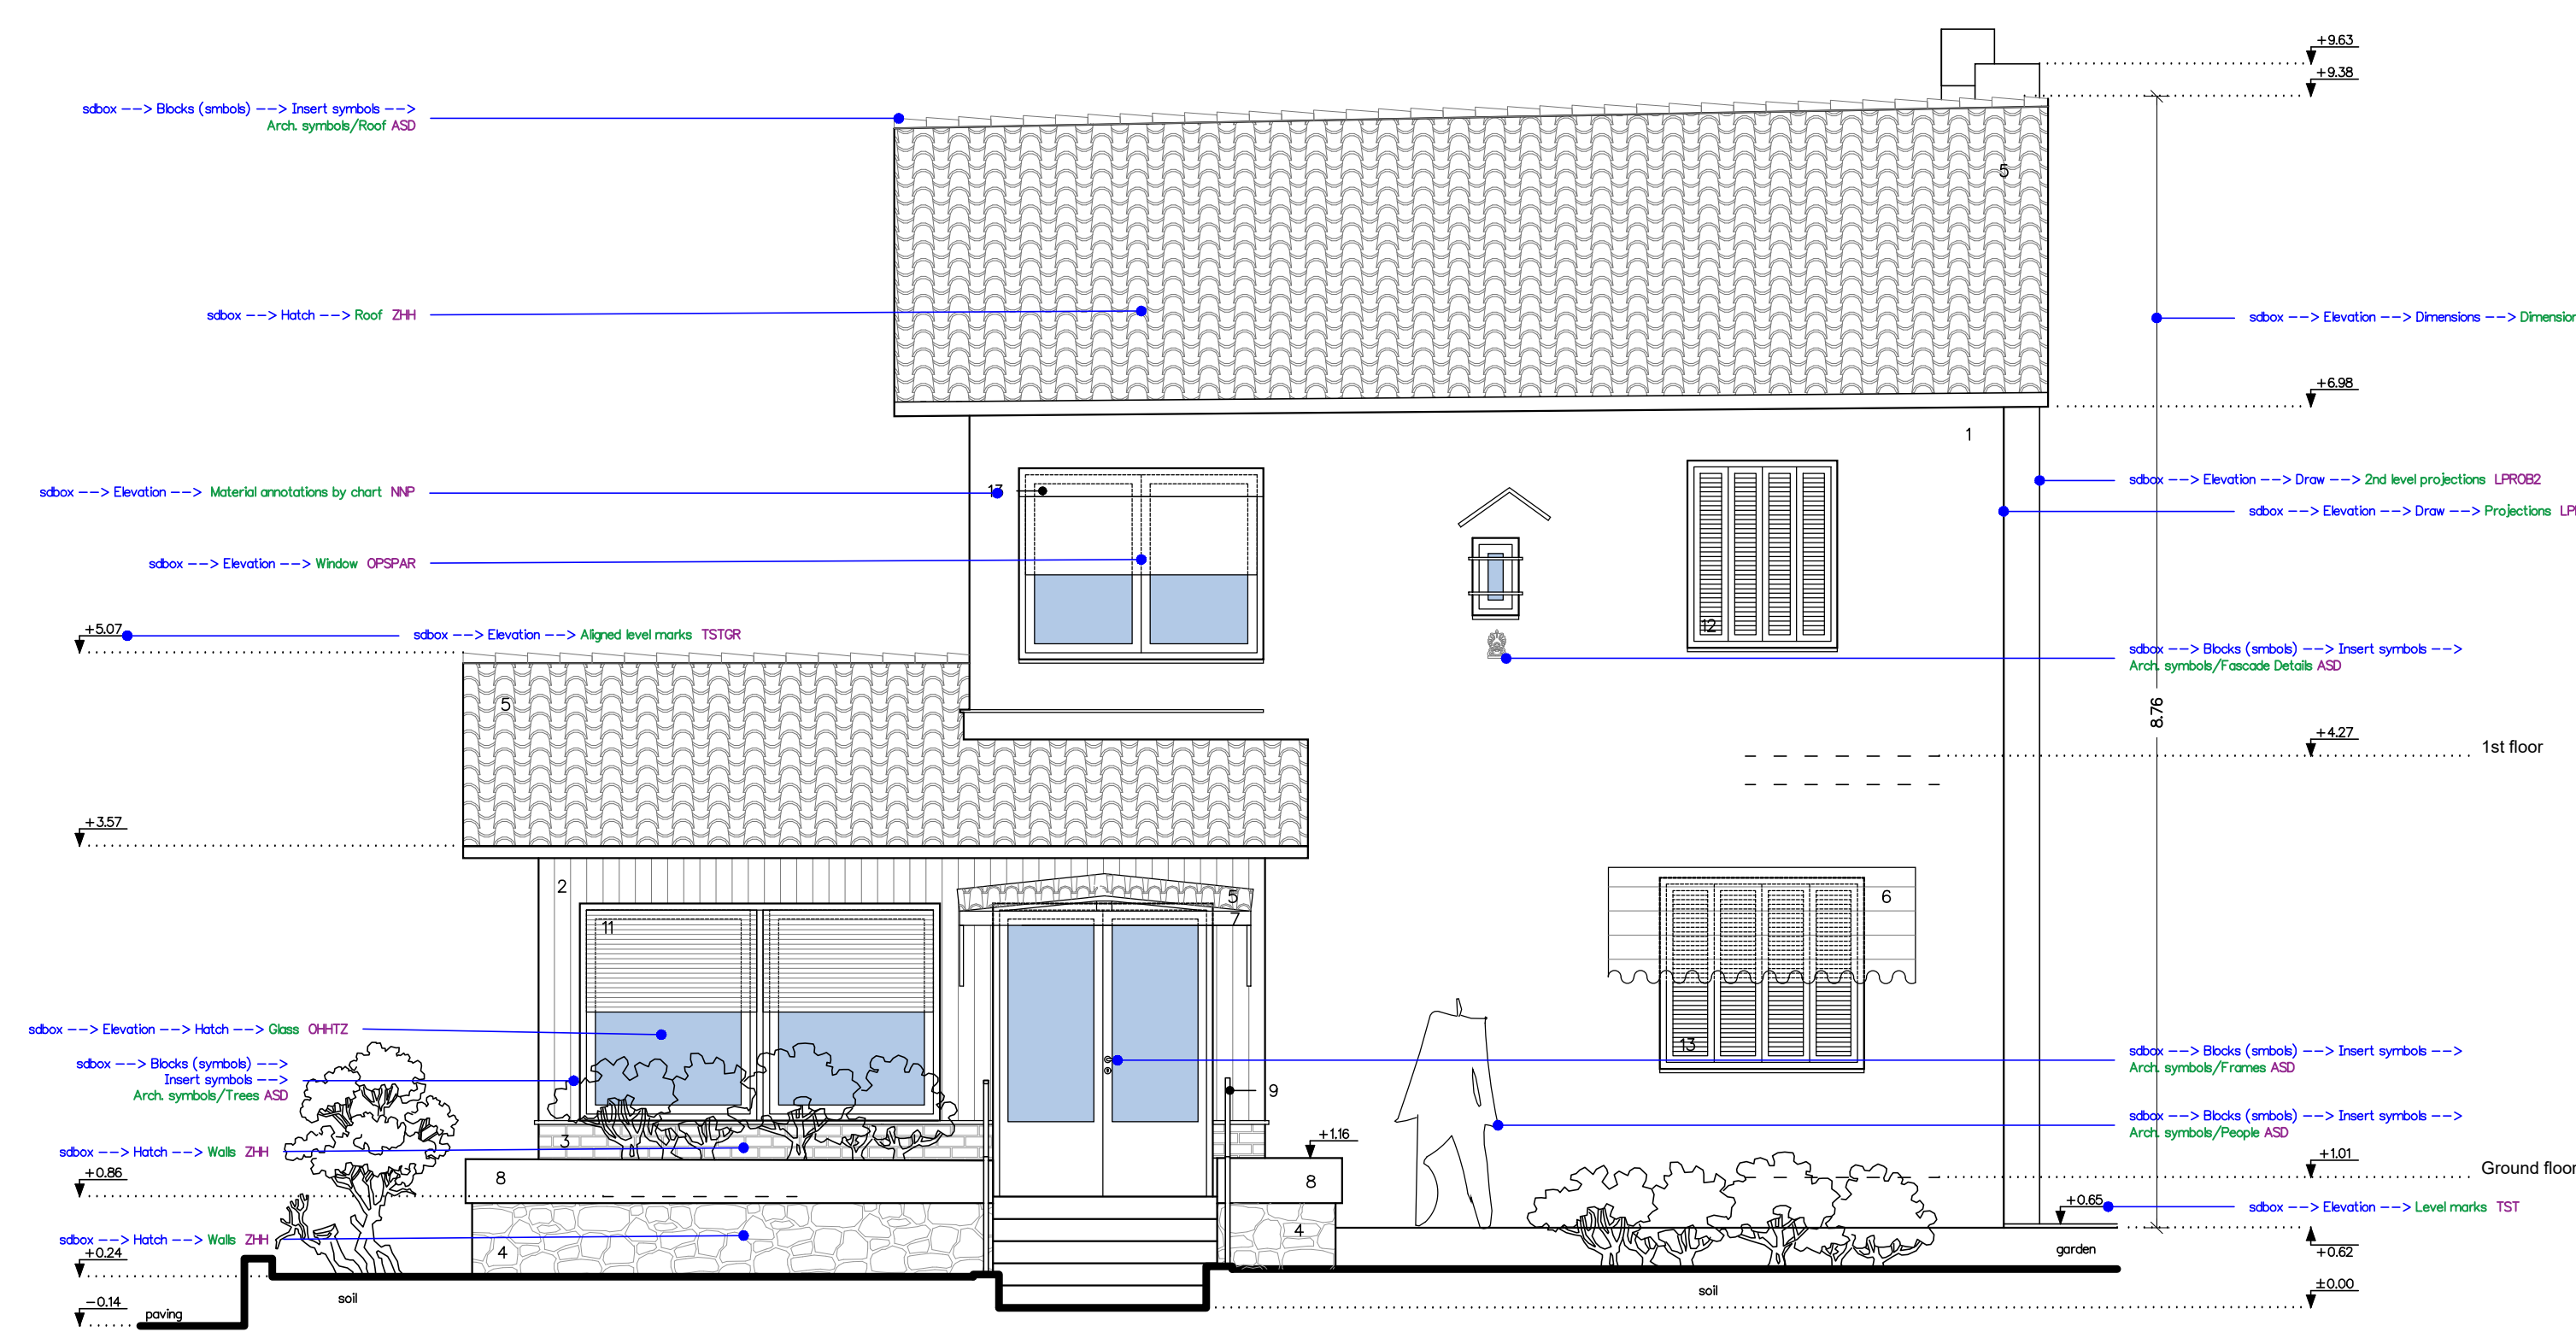 +9.63
+9.38
sdbox --> Blocks (smbols) --> Insert symbols -->
Arch. symbols/Roof ASD
5
sdbox --> Hatch --> Roof ZHH
sdbox --> Elevation --> Dimensions --> Dimension
+6.98
1
sdbox --> Elevation --> Material annotations by chart NNP
sdbox --> Elevation --> Draw --> 2nd level projections LPROB2
sdbox --> Elevation --> Draw --> Projections LP
sdbox --> Elevation --> Window OPSPAR
+5.07
sdbox --> Elevation --> Aligned level marks TSTGR
12
sdbox --> Blocks (smbols) --> Insert symbols -->
Arch. symbols/Fascade Details ASD
5
8.76
+4.27
1st floor
+3.57
2
5
6
7
11
sdbox --> Elevation --> Hatch --> Glass OHHTZ
13
sdbox --> Blocks (smbols) --> Insert symbols -->
Arch. symbols/Frames ASD
sdbox --> Blocks (symbols) -->
Insert symbols -->
Arch. symbols/Trees ASD
9
sdbox --> Blocks (smbols) --> Insert symbols -->
Arch. symbols/People ASD
3
+1.16
sdbox --> Hatch --> Walls ZHH
+1.01
Ground floor
+0.86
8
8
+0.65
sdbox --> Elevation --> Level marks TST
4
4
sdbox --> Hatch --> Walls ZHH
+0.24
garden
+0.62
±0.00
soil
soil
-0.14
paving